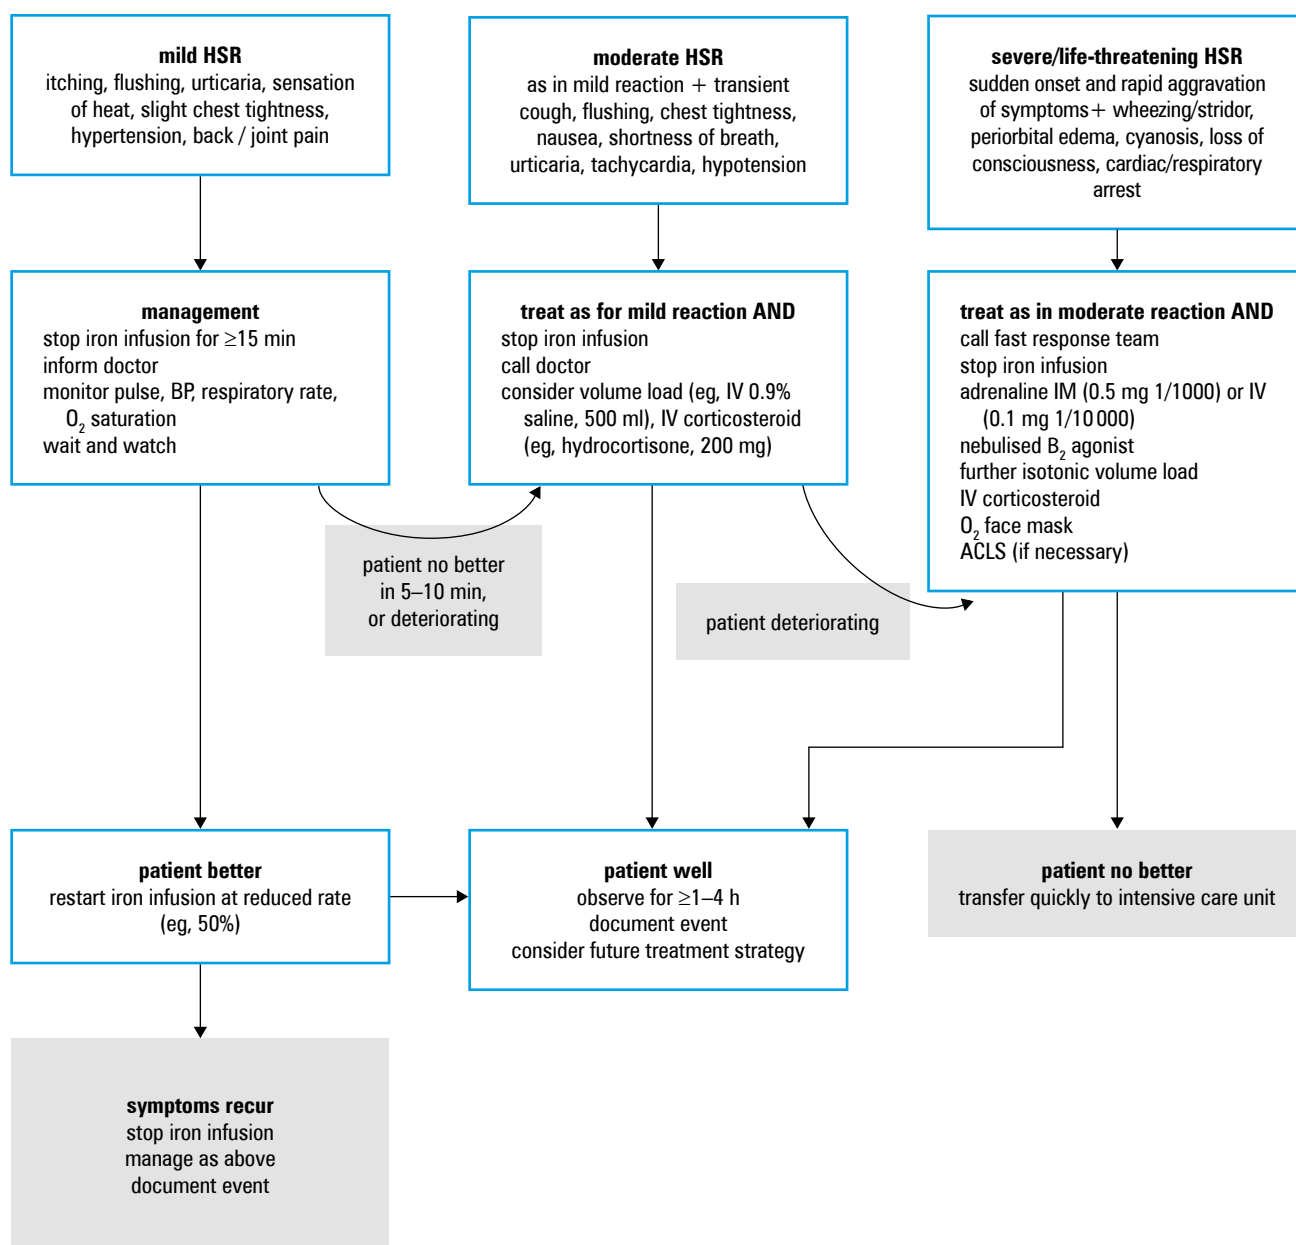 mild HSR
itching, flushing, urticaria, sensation
of heat, slight chest tightness,
hypertension, back / joint pain
moderate HSR
as in mild reaction + transient
cough, flushing, chest tightness,
nausea, shortness of breath,
urticaria, tachycardia, hypotension
severe/life-threatening HSR
sudden onset and rapid aggravation
of symptoms+ wheezing/stridor,
periorbital edema, cyanosis, loss of
consciousness, cardiac/respiratory
arrest
management
stop iron infusion for ≥15 min
inform doctor
monitor pulse, BP, respiratory rate,
O₂ saturation
wait and watch
treat as for mild reaction AND
stop iron infusion
call doctor
consider volume load (eg, IV 0.9%
saline, 500 ml), IV corticosteroid
(eg, hydrocortisone, 200 mg)
treat as in moderate reaction AND
call fast response team
stop iron infusion
adrenaline IM (0.5 mg 1/1000) or IV
(0.1 mg 1/10 000)
nebulised B₂ agonist
further isotonic volume load
IV corticosteroid
O₂ face mask
ACLS (if necessary)
patient no better
in 5–10 min,
or deteriorating
patient deteriorating
patient better
restart iron infusion at reduced rate
(eg, 50%)
patient well
observe for ≥1–4 h
document event
consider future treatment strategy
patient no better
transfer quickly to intensive care unit
symptoms recur
stop iron infusion
manage as above
document event